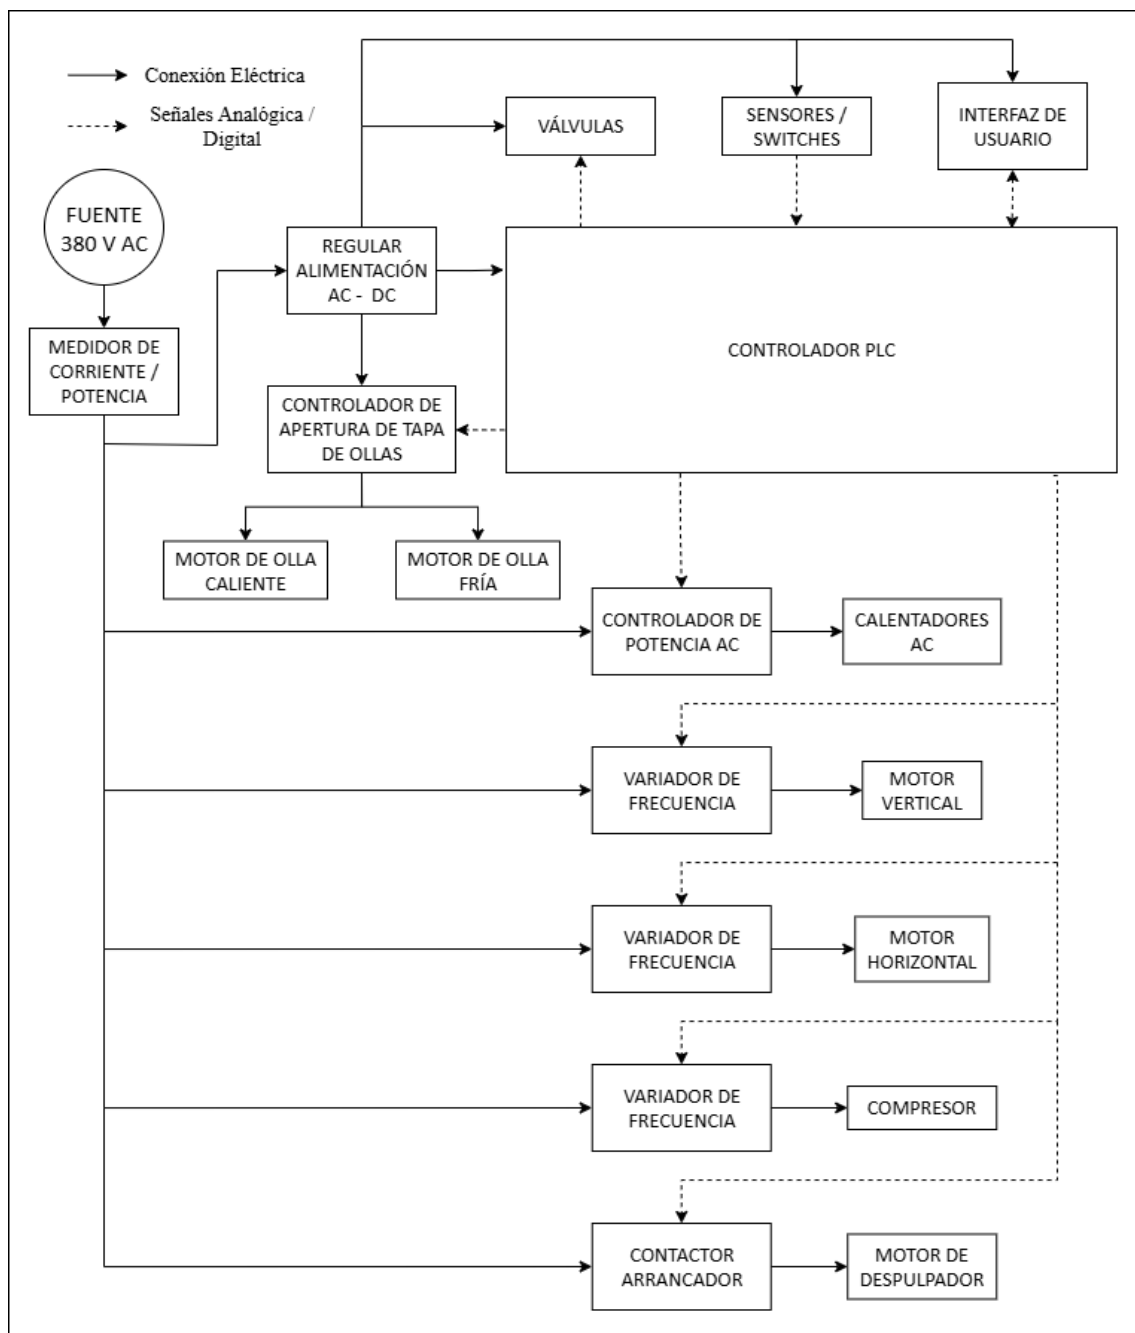 Conexión Eléctrica
Señales Analógica /
Digital
VÁLVULAS
SENSORES /
SWITCHES
INTERFAZ DE
USUARIO
FUENTE
380 V AC
REGULAR
ALIMENTACIÓN
AC - DC
CONTROLADOR PLC
MEDIDOR DE
CORRIENTE /
POTENCIA
CONTROLADOR DE
APERTURA DE TAPA
DE OLLAS
MOTOR DE OLLA
CALIENTE
MOTOR DE OLLA
FRÍA
CONTROLADOR DE
POTENCIA AC
CALENTADORES
AC
VARIADOR DE
FRECUENCIA
MOTOR
VERTICAL
VARIADOR DE
FRECUENCIA
MOTOR
HORIZONTAL
VARIADOR DE
FRECUENCIA
COMPRESOR
CONTACTOR
ARRANCADOR
MOTOR DE
DESPULPADOR